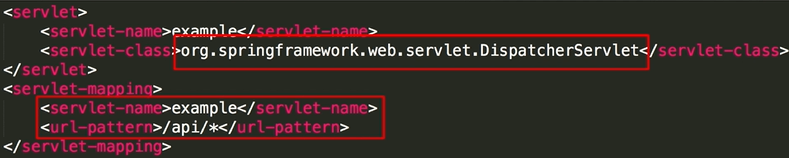 <servlet>
<servlet-name>example</servlet-name>
<servlet-class>org.springframework.web.servlet.DispatcherServlet</servlet-class>
</servlet>
<servlet-mapping>
<servlet-name>example</servlet-name>
<url-pattern>/api/*</url-pattern>
</servlet-mapping>